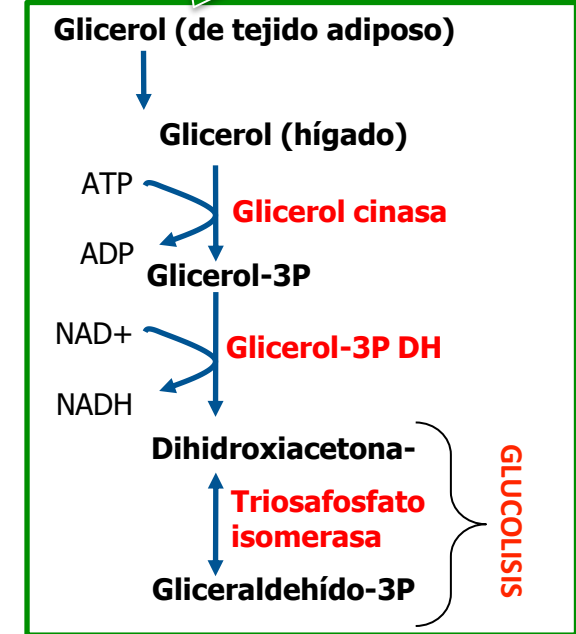 Glicerol (de tejido adiposo)
Glicerol (hígado)
ATP
Glicerol cinasa
ADP
Glicerol-3P
NAD+
Glicerol-3P DH
NADH
Dihidroxiacetona-
Triosafosfato
isomerasa
GLUCOLISIS
Gliceraldehído-3P